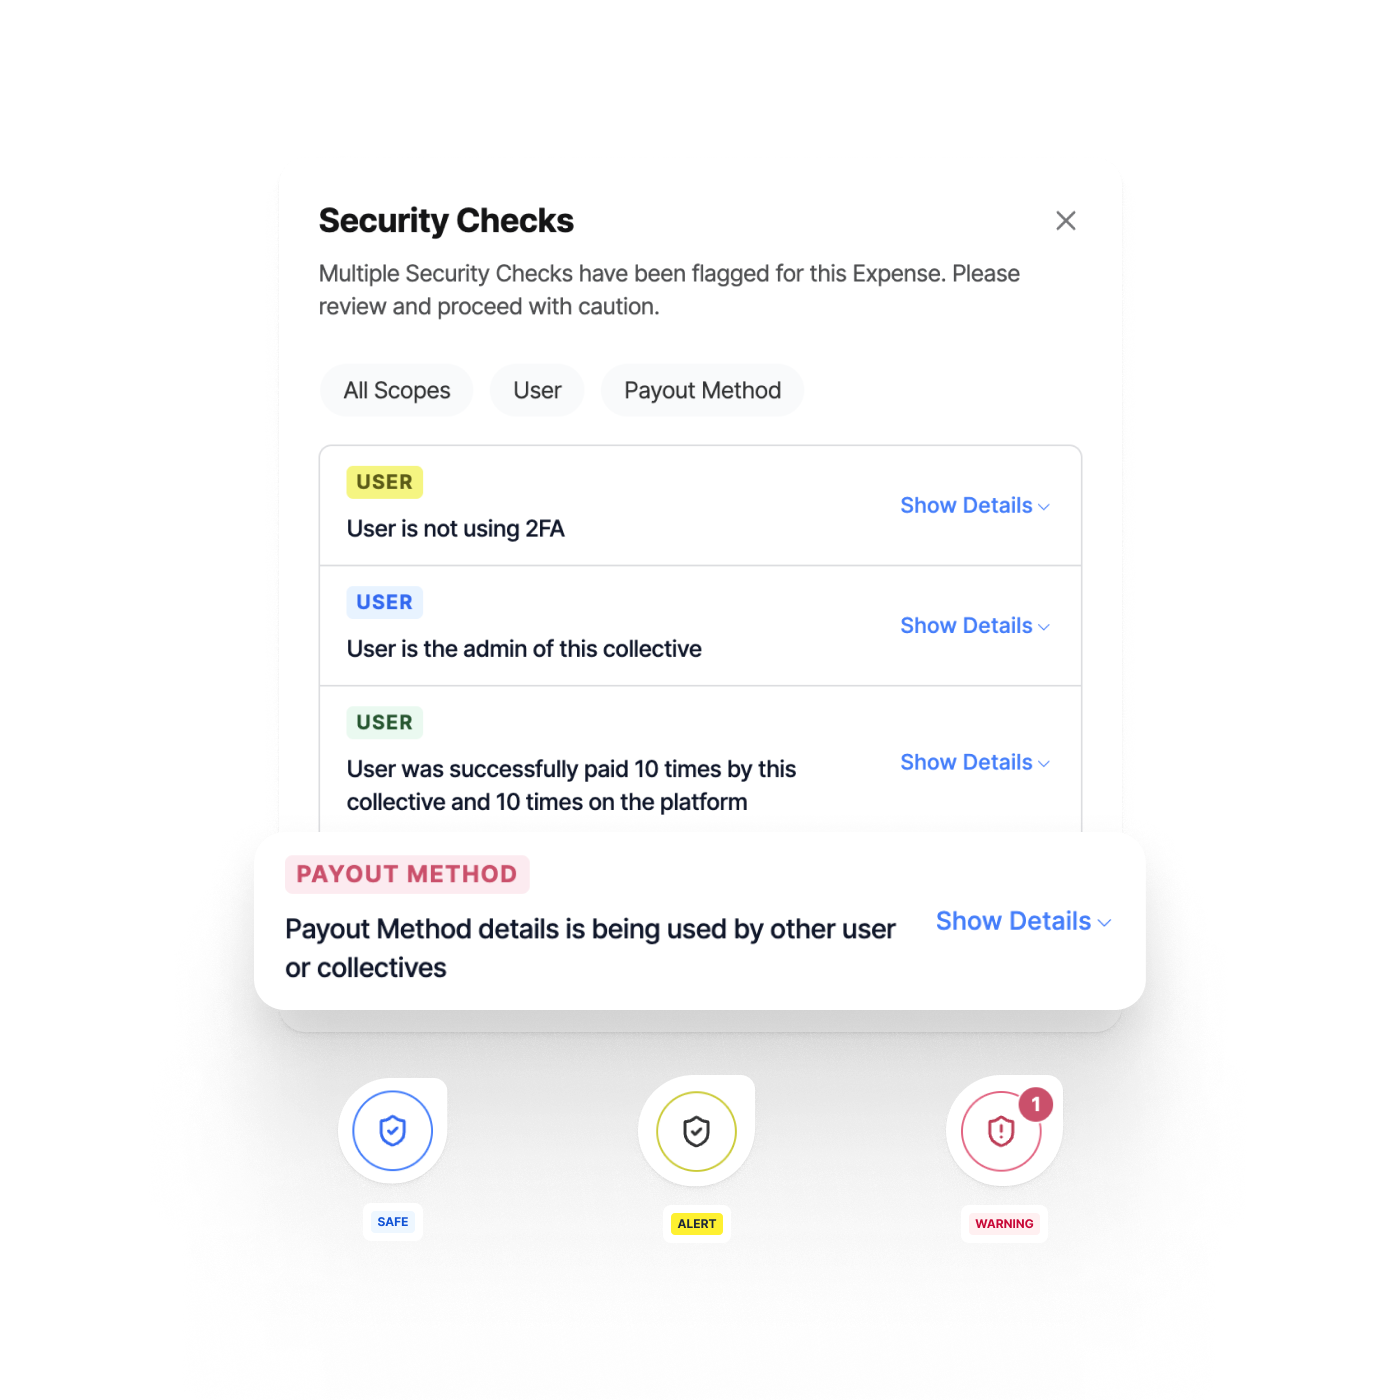 Security Checks
Multiple Security Checks have been flagged for this Expense. Please
review and proceed with caution.
All Scopes
User
Payout Method
USER
User is not using 2FA
Show Details
USER
User is the admin of this collective
Show Details
USER
User was successfully paid 10 times by this
collective and 10 times on the platform
Show Details
PAYOUT METHOD
Payout Method details is being used by other user
or collectives
Show Details
1
SAFE
ALERT
WARNING